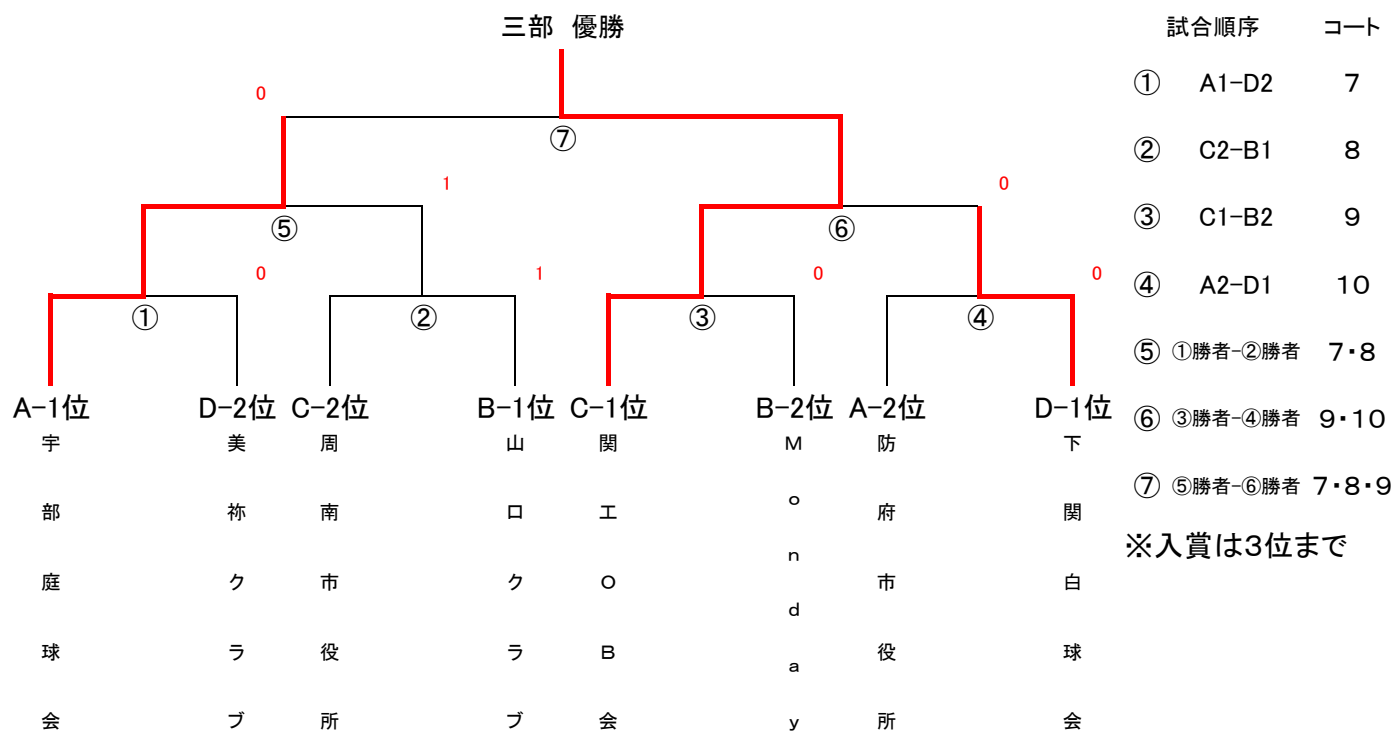 三部 優勝
0
⑦
1
0
⑤
⑥
0
1
0
0
①
②
③
④
A-1位
D-2位
C-2位
B-1位
C-1位
B-2位
A-2位
D-1位
宇部庭球会
美祢クラブ
周南市役所
山口クラブ
関工OB会
Monday
防府市役所
下関白球会
試合順序 コート
① A1-D2 7
② C2-B1 8
③ C1-B2 9
④ A2-D1 10
⑤ ①勝者-②勝者 7・8
⑥ ③勝者-④勝者 9・10
⑦ ⑤勝者-⑥勝者 7・8・9
※入賞は3位まで